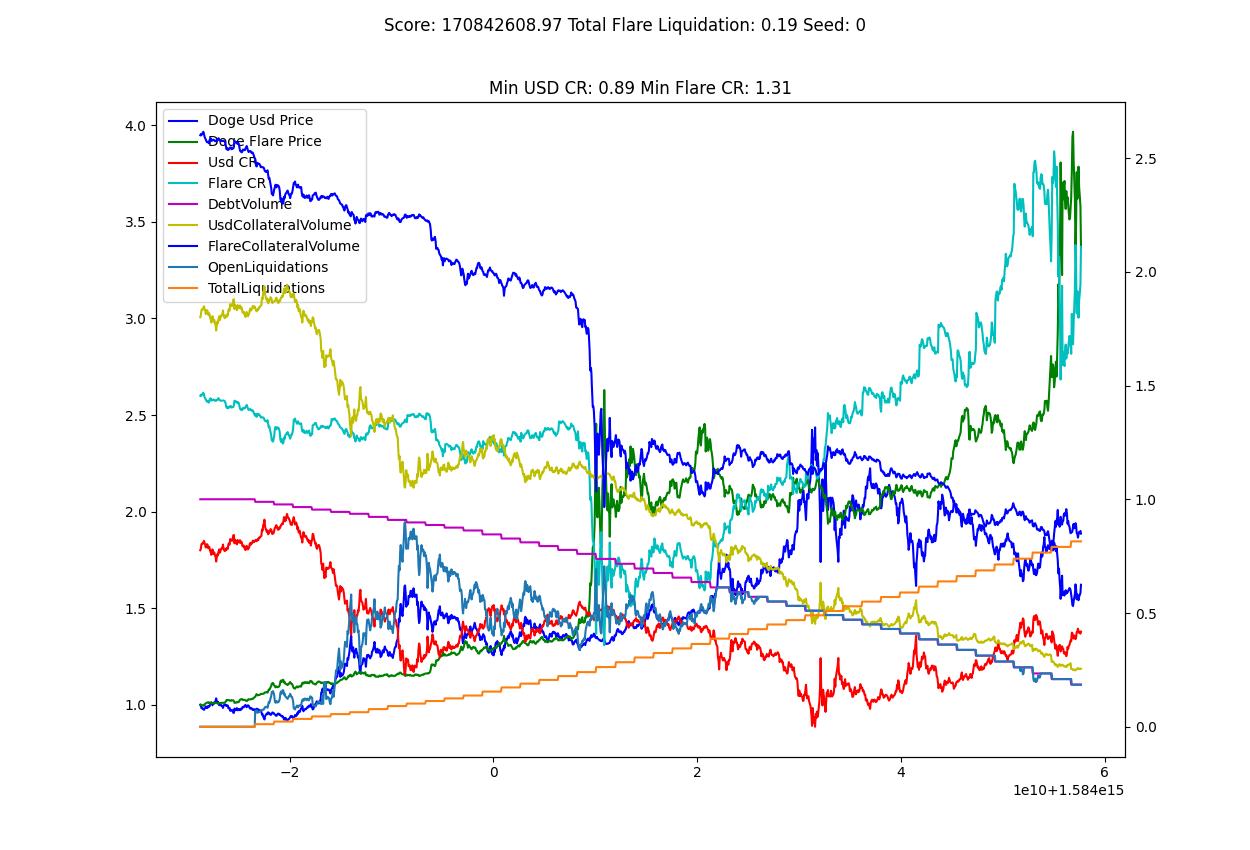 Score: 170842608.97 Total Flare Liquidation: 0.19 Seed: 0
Min USD CR: 0.89 Min Flare CR: 1.31
Doge Usd Price
Doge Flare Price
Usd CR
Flare CR
DebtVolume
UsdCollateralVolume
FlareCollateralVolume
OpenLiquidations
TotalLiquidations
4.0
3.5
3.0
2.5
2.0
1.5
1.0
2.5
2.0
1.5
1.0
0.5
0.0
−2
0
2
4
6
1e10+1.584e15